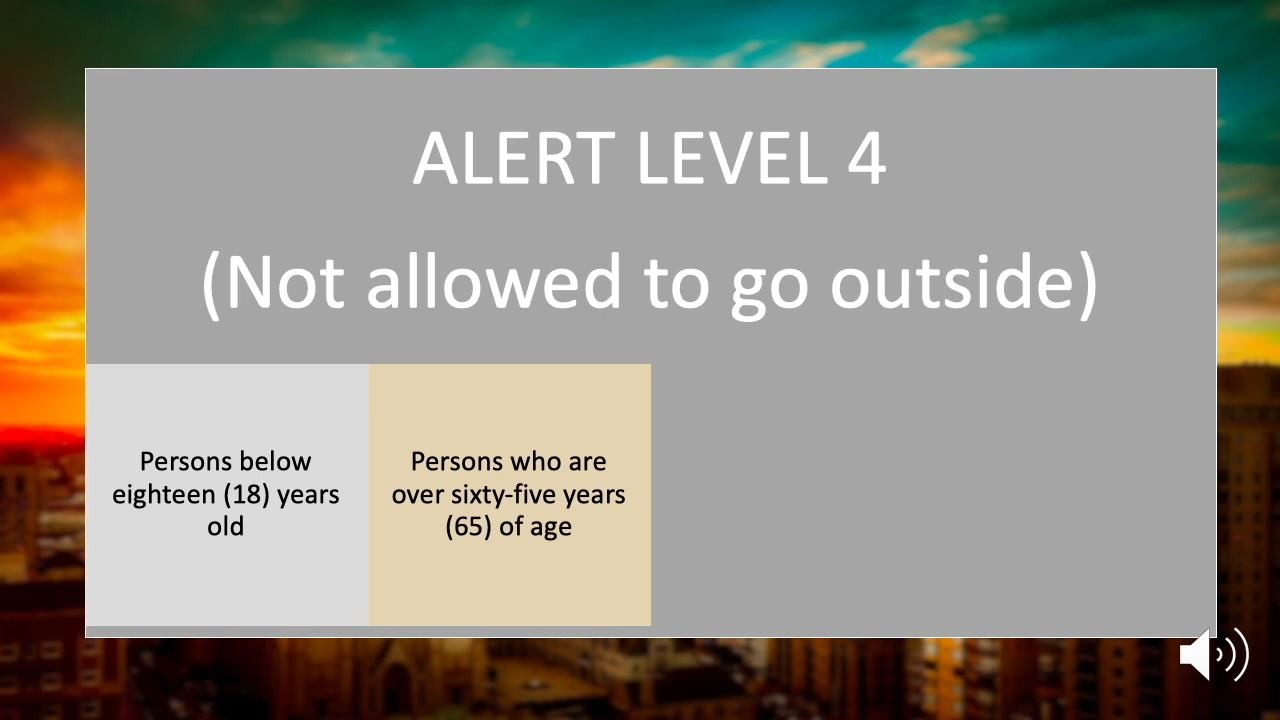 ALERT LEVEL 4
(Not allowed to go outside)
Persons below
eighteen (18) years
old
Persons who are
over sixty-five years
(65) of age